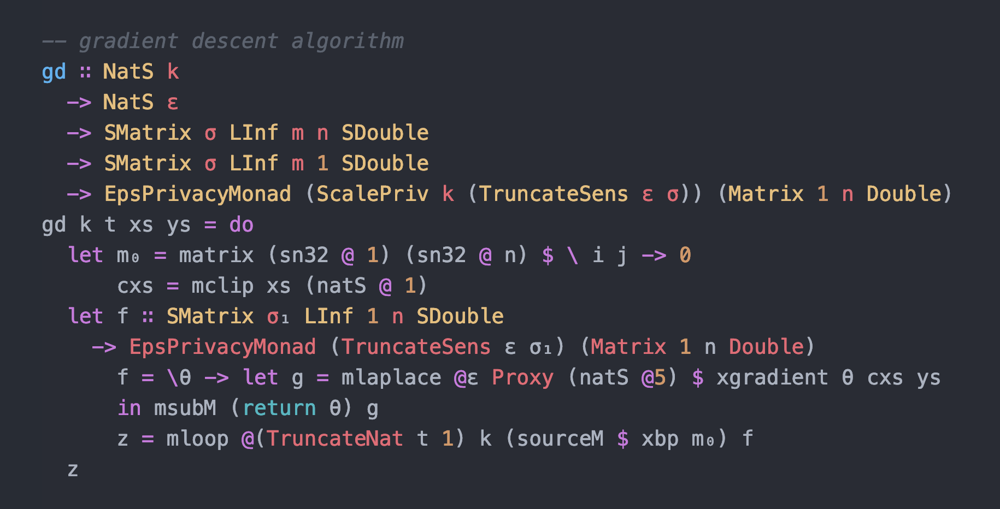 -- gradient descent algorithm
gd :: NatS k
  -> NatS ε
  -> SMatrix σ LInf m n SDouble
  -> SMatrix σ LInf m 1 SDouble
  -> EpsPrivacyMonad (ScalePriv k (TruncateSens ε σ)) (Matrix 1 n Double)
gd k t xs ys = do
  let m₀ = matrix (sn32 @ 1) (sn32 @ n) $ \ i j -> 0
      cxs = mclip xs (natS @ 1)
  let f :: SMatrix σ₁ LInf 1 n SDouble
    -> EpsPrivacyMonad (TruncateSens ε σ₁) (Matrix 1 n Double)
      f = \θ -> let g = mlaplace @ε Proxy (natS @5) $ xgradient θ cxs ys
      in msubM (return θ) g
      z = mloop @(TruncateNat t 1) k (sourceM $ xbp m₀) f
  z